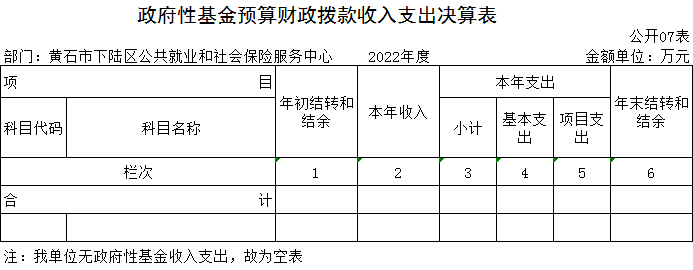 政府性基金预算财政拨款收入支出决算表
公开07表
部门：黄石市下陆区公共就业和社会保险服务中心 2022年度 金额单位：万元
项 目 年初结转和结余 本年收入 本年支出 年末结转和结余
科目代码 科目名称 小计 基本支出 项目支出
栏次 1 2 3 4 5 6
合 计
注：我单位无政府性基金收入支出，故为空表